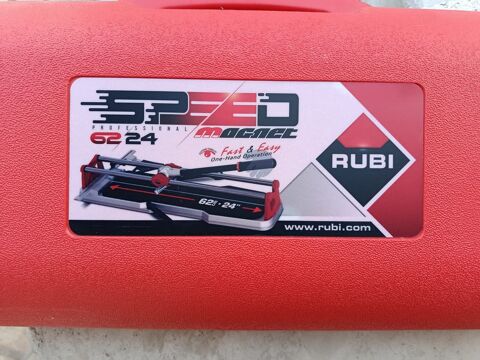 SPEED
PROFESSIONAL
magnet
62 24
Fast & Easy
One-Hand Operation
RUBI
62 24"
www.rubi.com